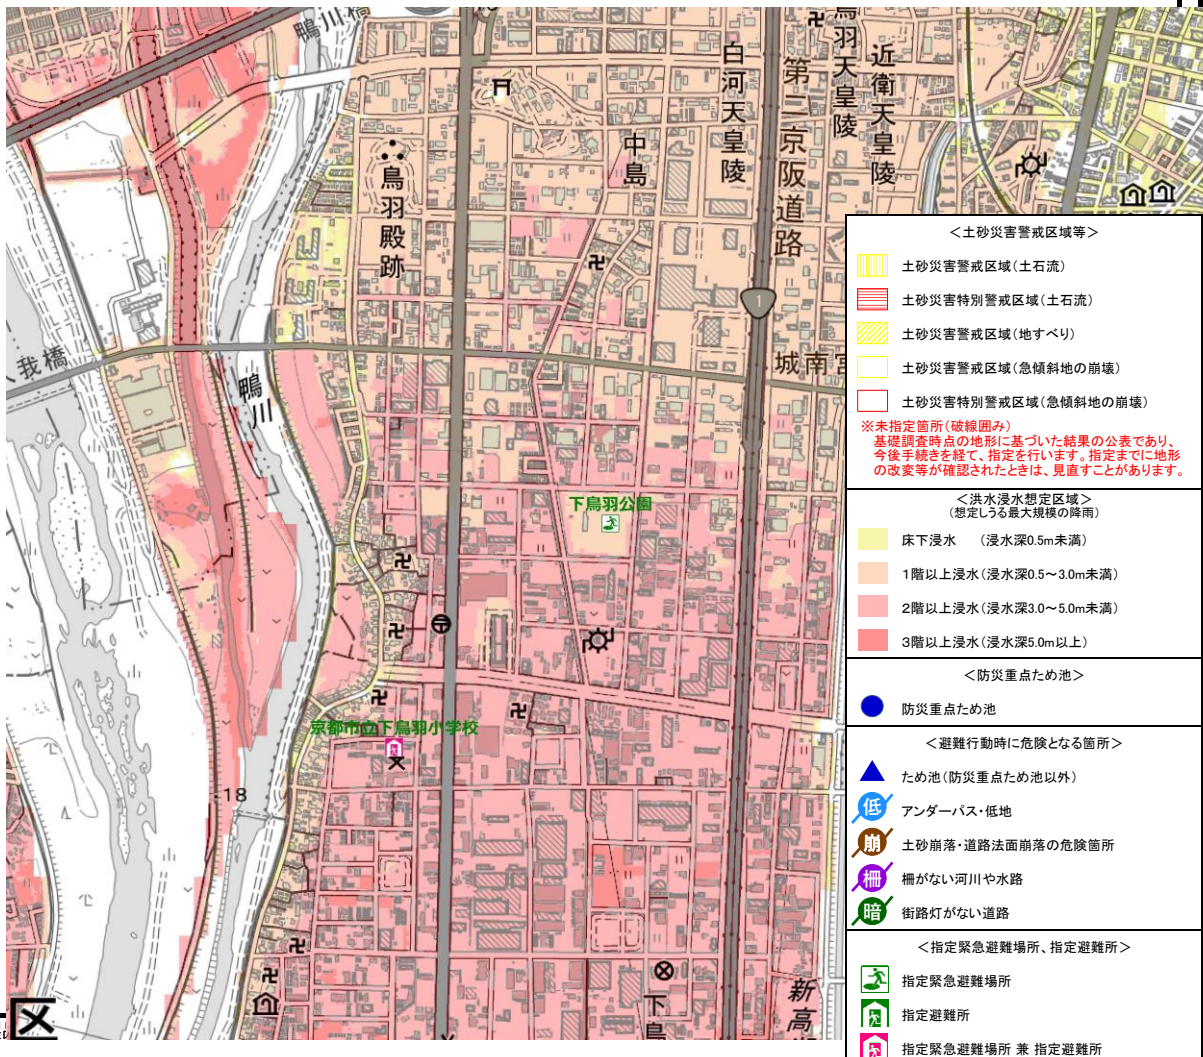 鴨川橋
鳥羽天皇陵
近衛天皇陵
白河天皇陵
第二京阪道路
中島
鳥羽殿跡
1
我橋
城南宮
鴨川
下鳥羽公園
京都市立下鳥羽小学校
18
下鳥
新高
区
＜土砂災害警戒区域等＞
土砂災害警戒区域（土石流）
土砂災害特別警戒区域（土石流）
土砂災害警戒区域（地すべり）
土砂災害警戒区域（急傾斜地の崩壊）
土砂災害特別警戒区域（急傾斜地の崩壊）
※未指定箇所（破線囲み）
基礎調査時点の地形に基づいた結果の公表であり、
今後手続きを経て、指定を行います。指定までに地形
の改変等が確認されたときは、見直すことがあります。
＜洪水浸水想定区域＞
（想定しうる最大規模の降雨）
床下浸水　（浸水深0.5m未満）
1階以上浸水（浸水深0.5～3.0m未満）
2階以上浸水（浸水深3.0～5.0m未満）
3階以上浸水（浸水深5.0m以上）
＜防災重点ため池＞
防災重点ため池
＜避難行動時に危険となる箇所＞
ため池（防災重点ため池以外）
低 アンダーパス・低地
崩 土砂崩落・道路法面崩落の危険箇所
柵 柵がない河川や水路
暗 街路灯がない道路
＜指定緊急避難場所、指定避難所＞
指定緊急避難場所
指定避難所
指定緊急避難場所 兼 指定避難所